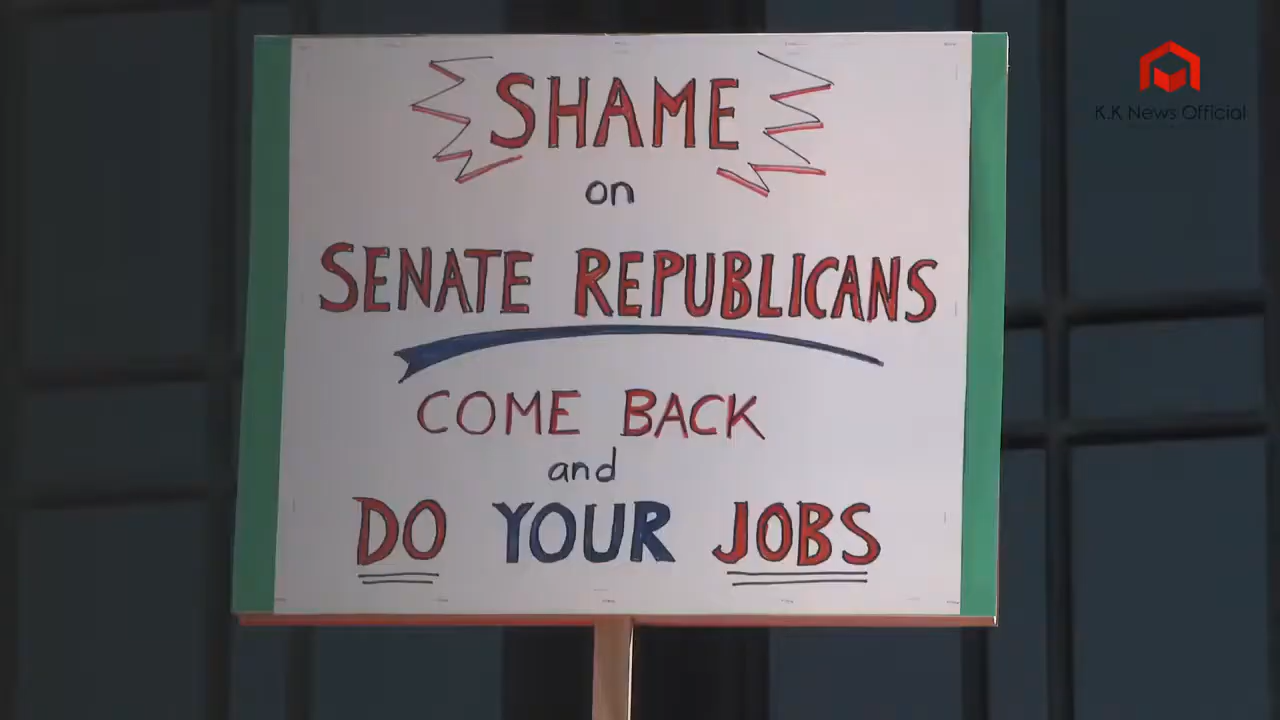 SHAME
on
SENATE REPUBLICANS
COME BACK
and
DO YOUR JOBS
K.K News Official